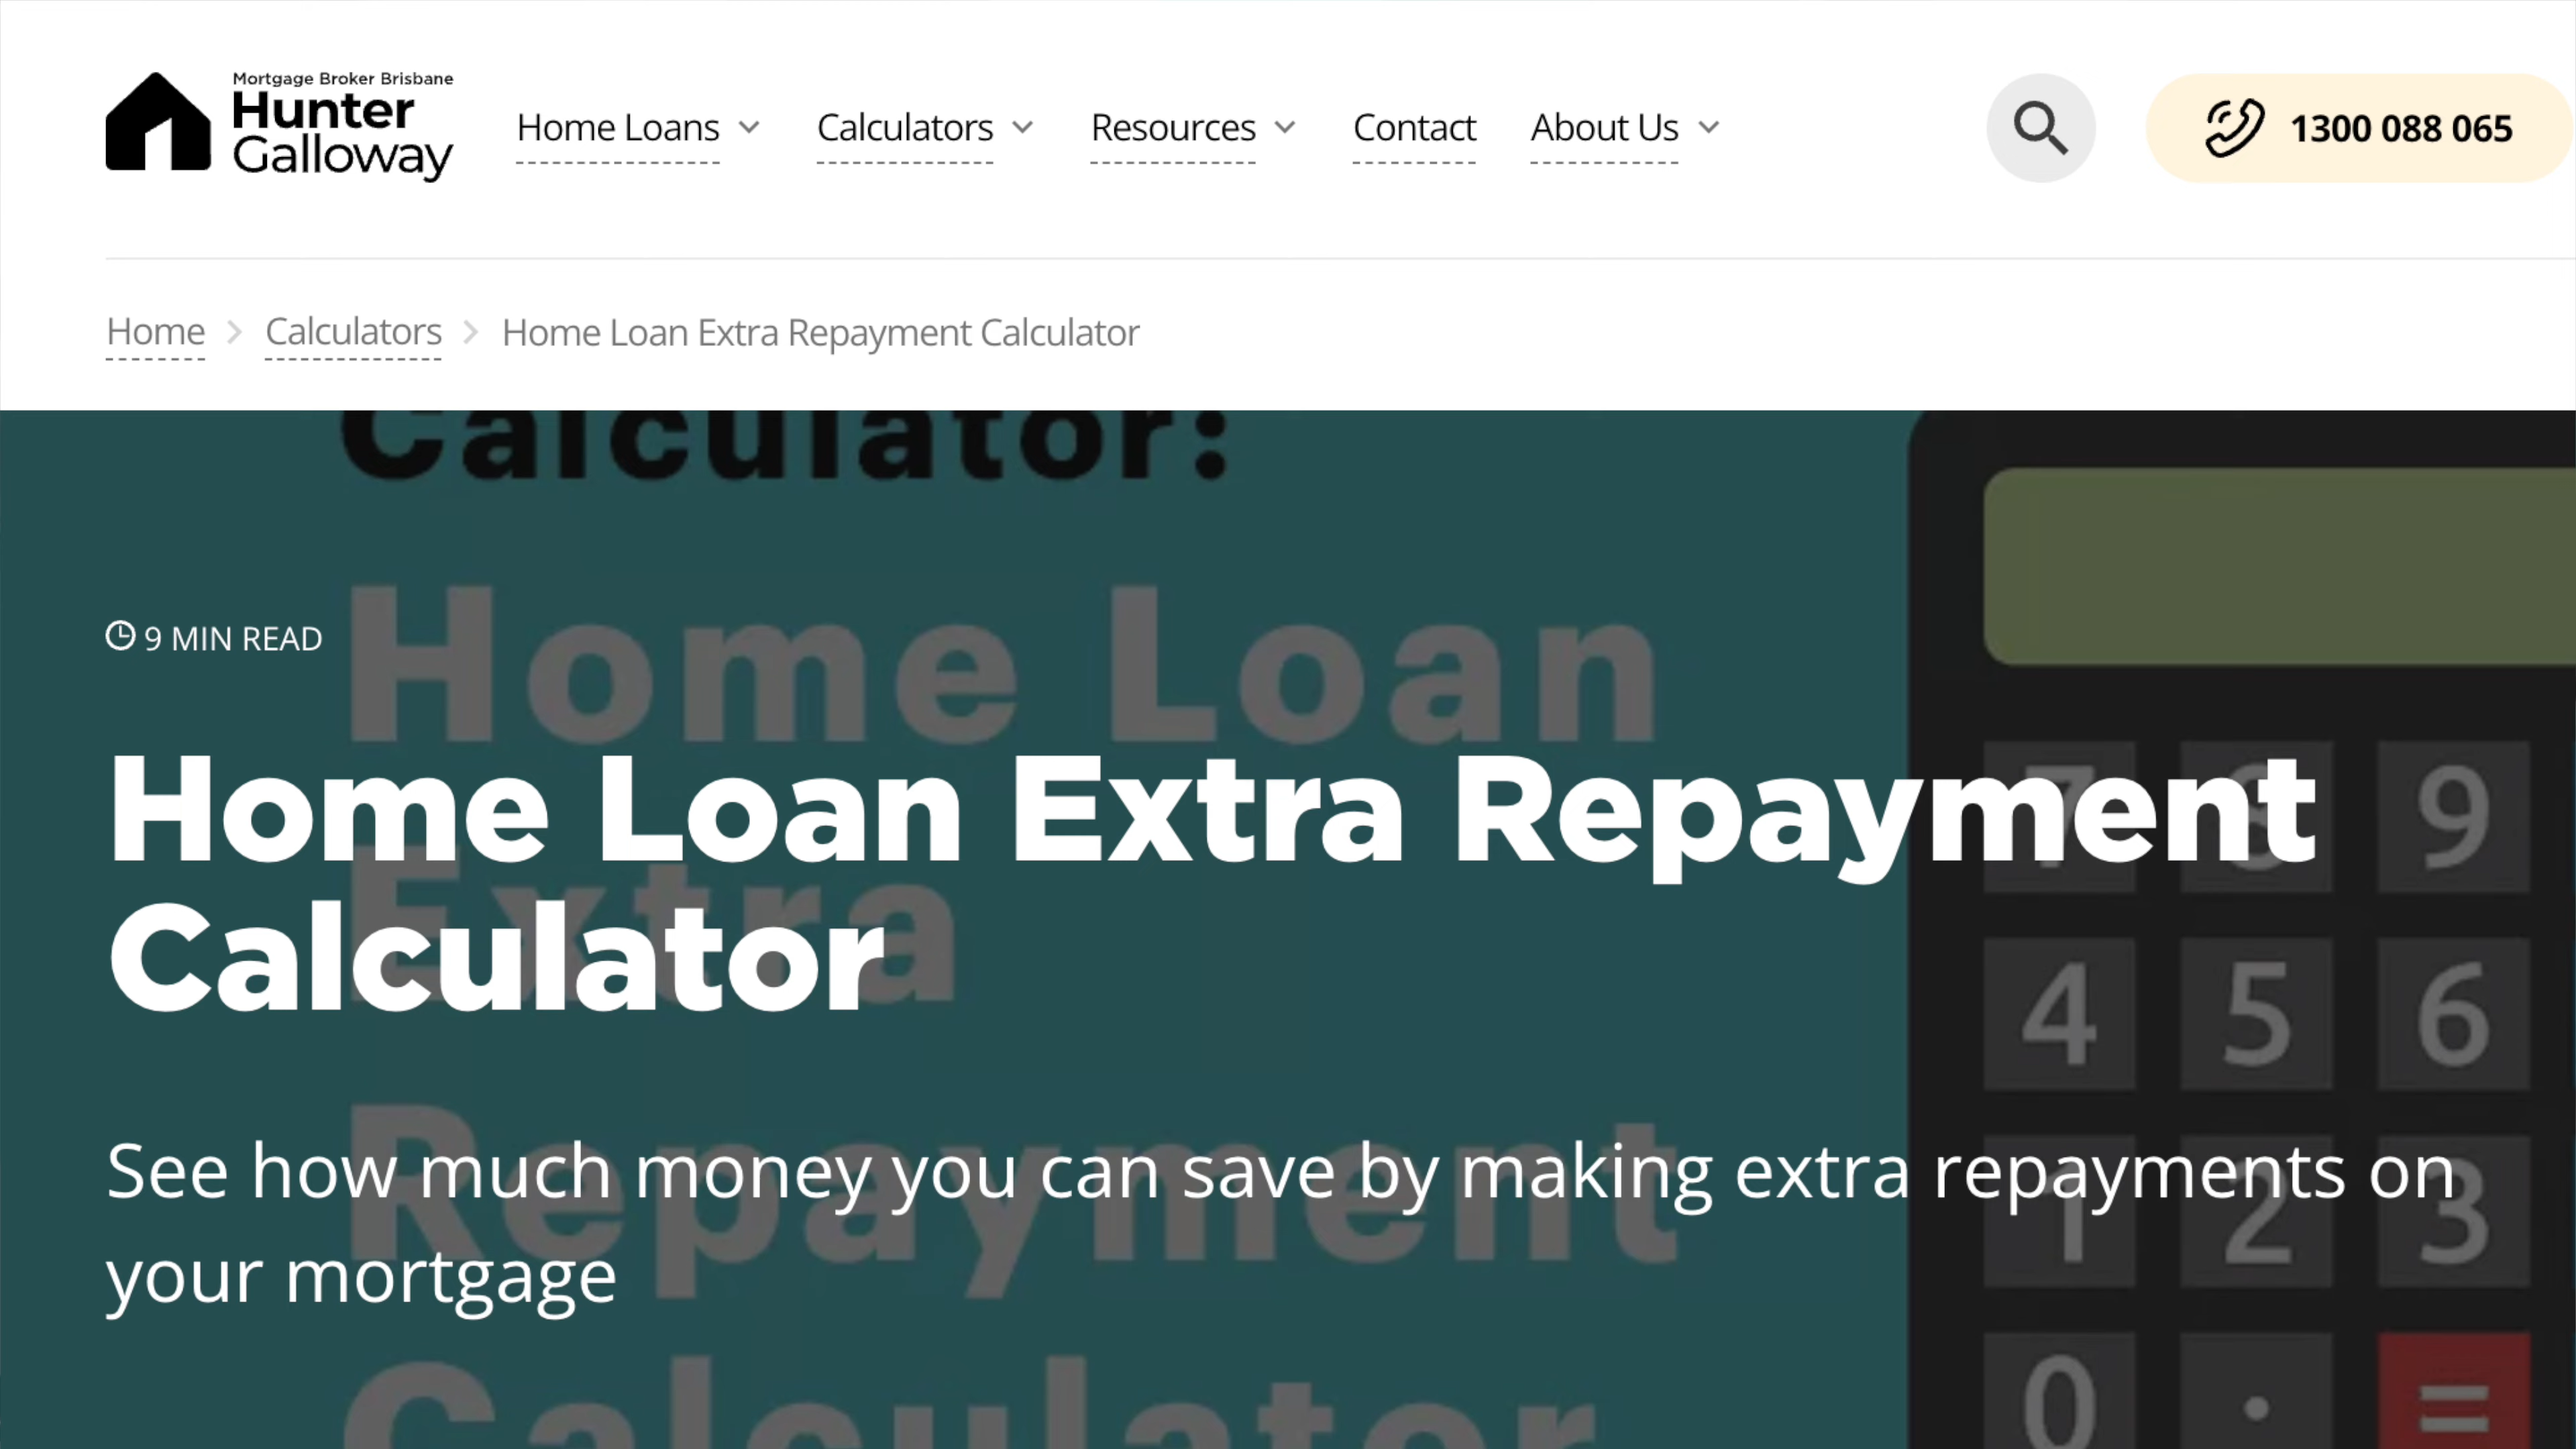 Mortgage Broker Brisbane
Hunter
Galloway
Home Loans
Calculators
Resources
Contact
About Us
1300 088 065
Home
Calculators
Home Loan Extra Repayment Calculator
Calculator:
Home Loan
Extra
Repayment
Calculator
9 MIN READ
Home Loan Extra Repayment
Calculator
See how much money you can save by making extra repayments on
your mortgage
7 8 9
4 5 6
1 2 3
0 . =